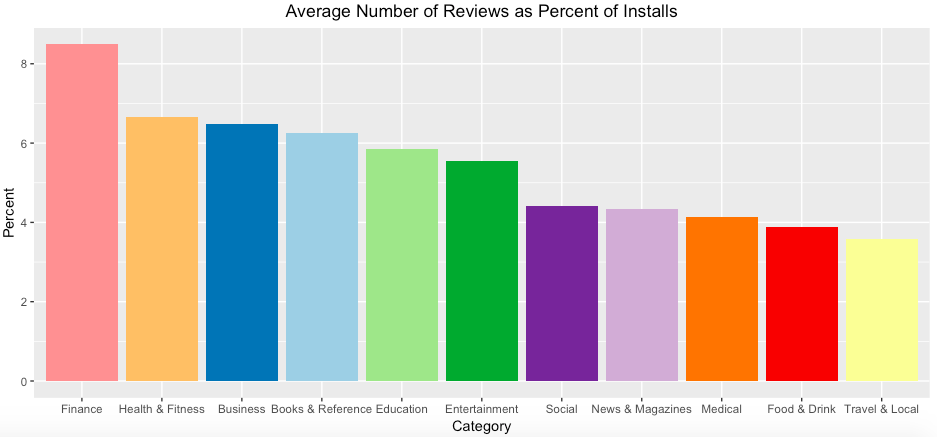 Average Number of Reviews as Percent of Installs
Percent
8
6
4
2
0
Finance Health & Fitness Business Books & Reference Education Entertainment Social News & Magazines Medical Food & Drink Travel & Local
Category